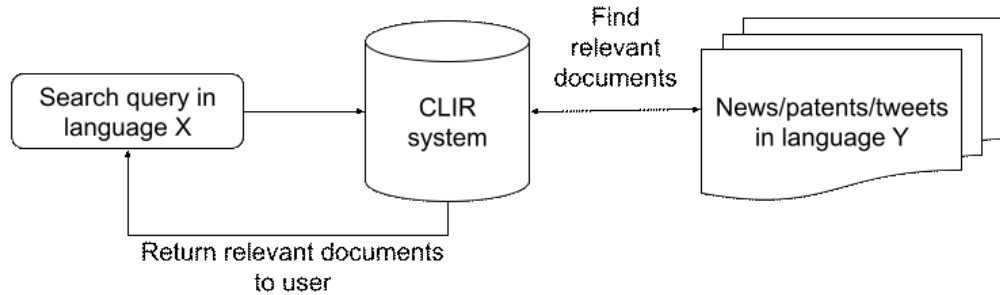 Search query in
language X
CLIR
system
Find
relevant
documents
News/patents/tweets
in language Y
Return relevant documents
to user